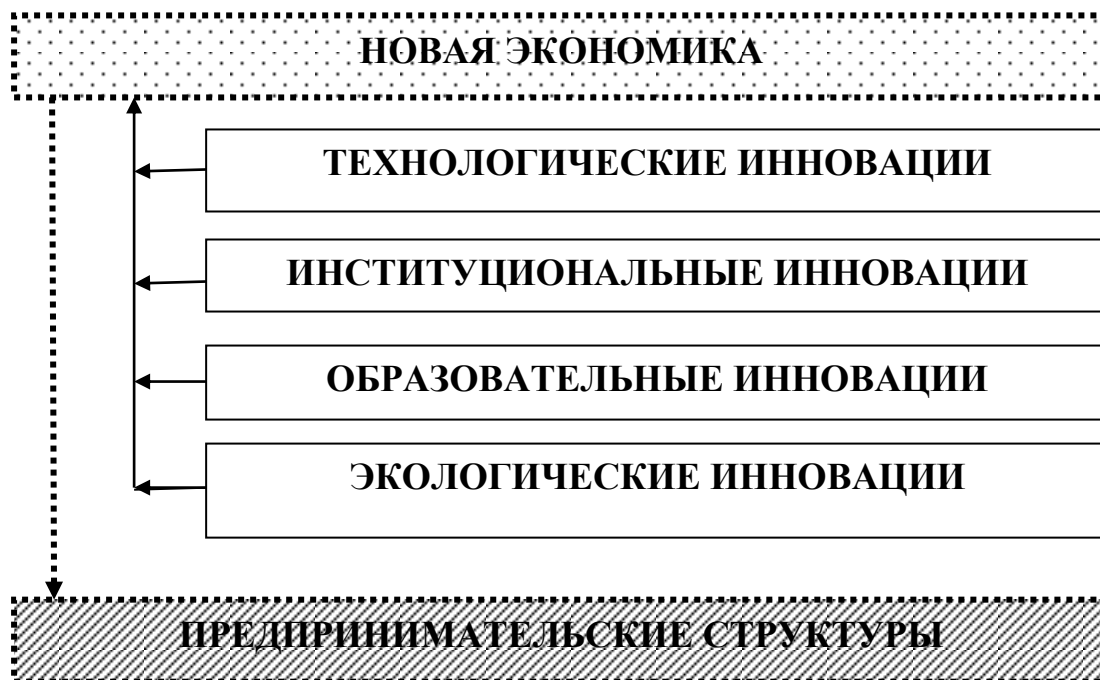 НОВАЯ ЭКОНОМИКА
ТЕХНОЛОГИЧЕСКИЕ ИННОВАЦИИ
ИНСТИТУЦИОНАЛЬНЫЕ ИННОВАЦИИ
ОБРАЗОВАТЕЛЬНЫЕ ИННОВАЦИИ
ЭКОЛОГИЧЕСКИЕ ИННОВАЦИИ
ПРЕДПРИНИМАТЕЛЬСКИЕ СТРУКТУРЫ